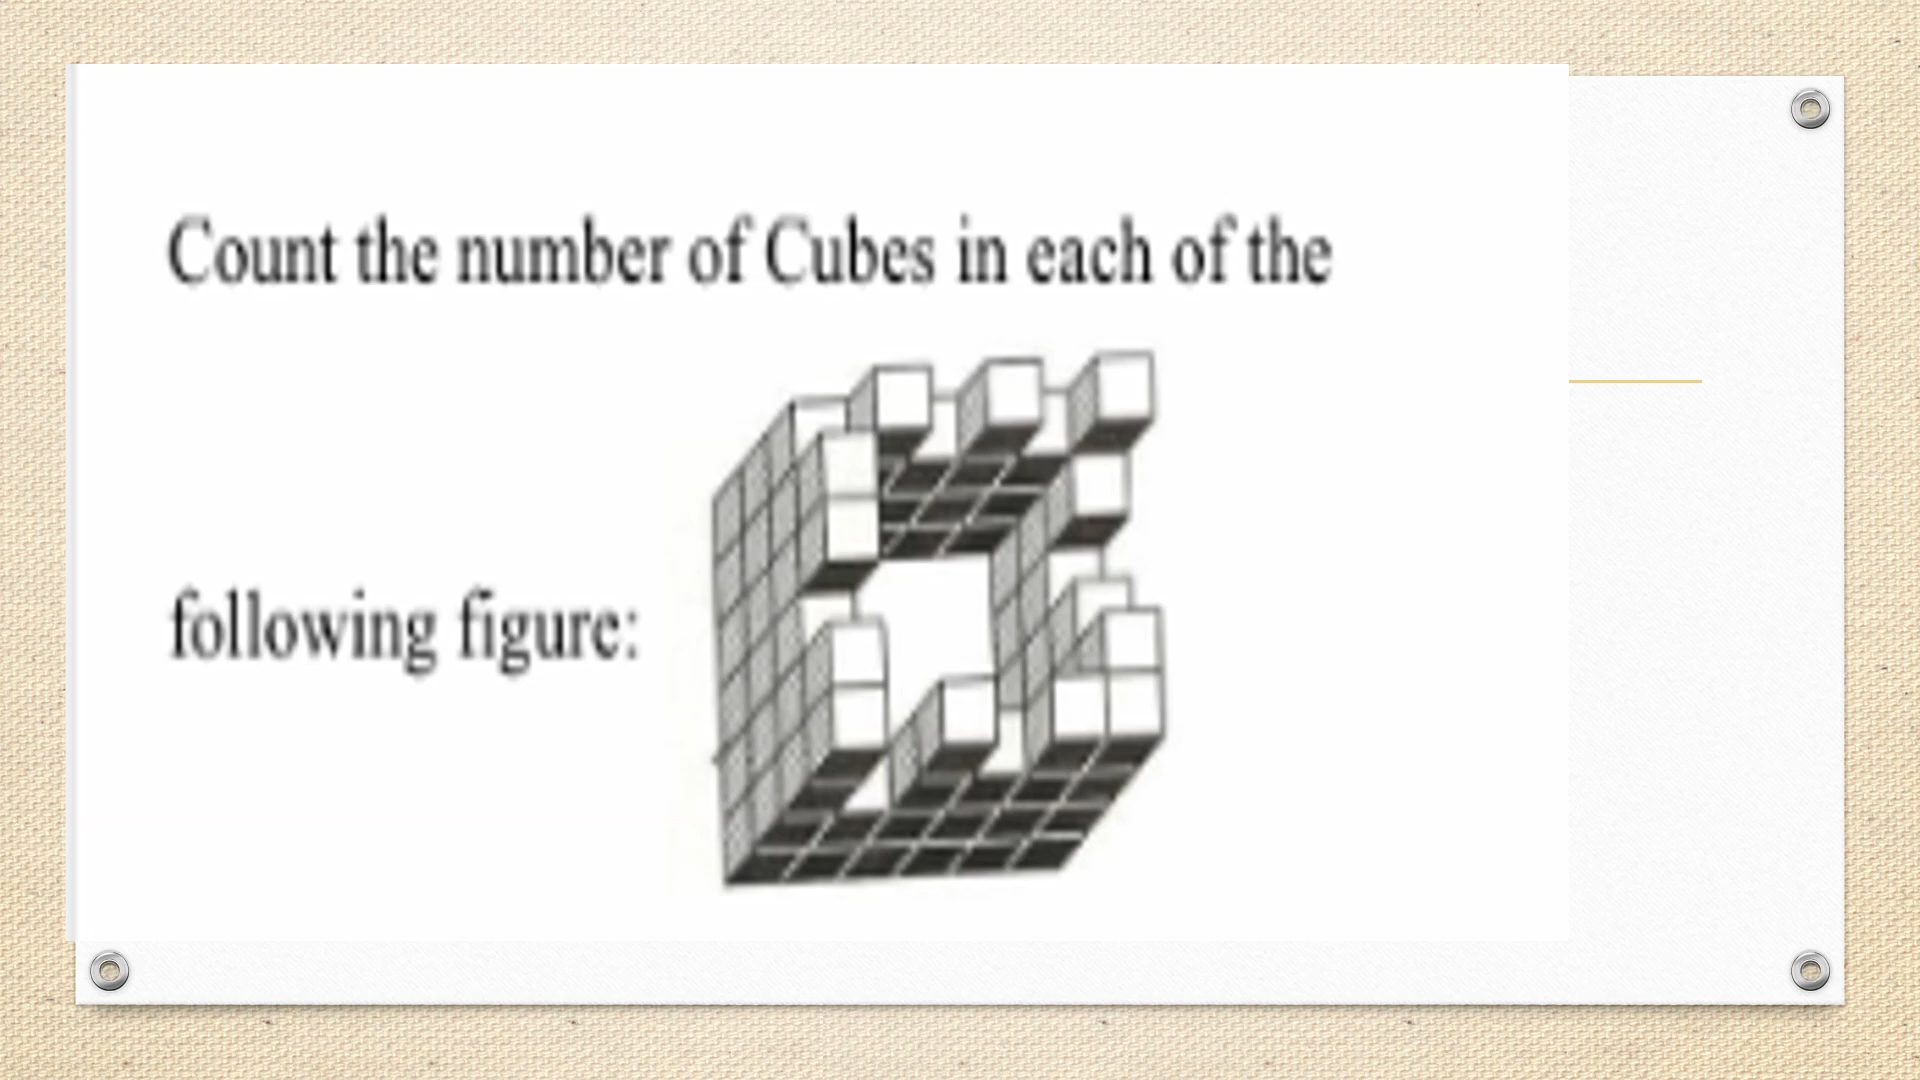 Count the number of Cubes in each of the
following figure: